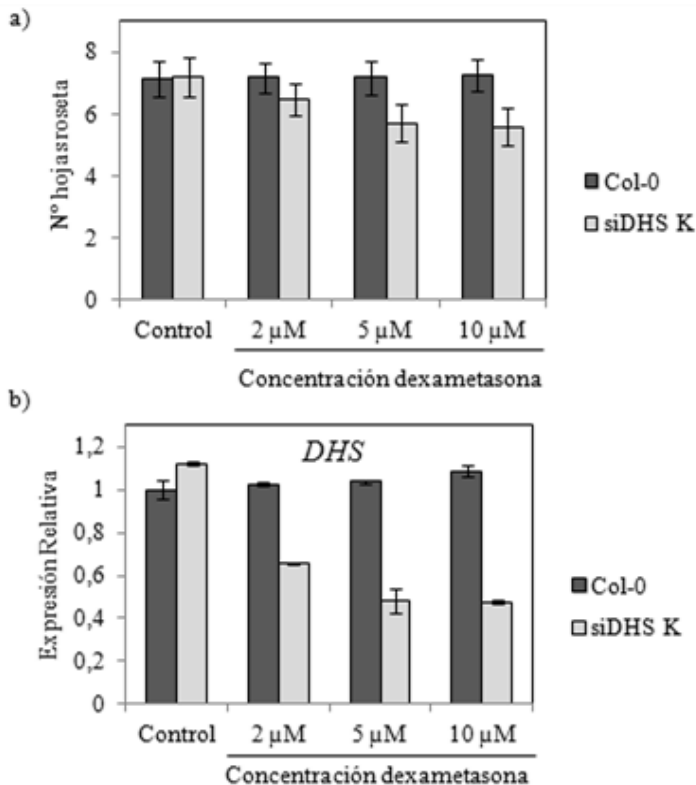 a)
8
6
4
2
0
Nº hojasroseta
Col-0
siDHS K
Control 2 µM 5 µM 10 µM
Concentración dexametasona
b)
DHS
1,2
1
0,8
0,6
0,4
0,2
0
Expresión Relativa
Col-0
siDHS K
Control 2 µM 5 µM 10 µM
Concentración dexametasona